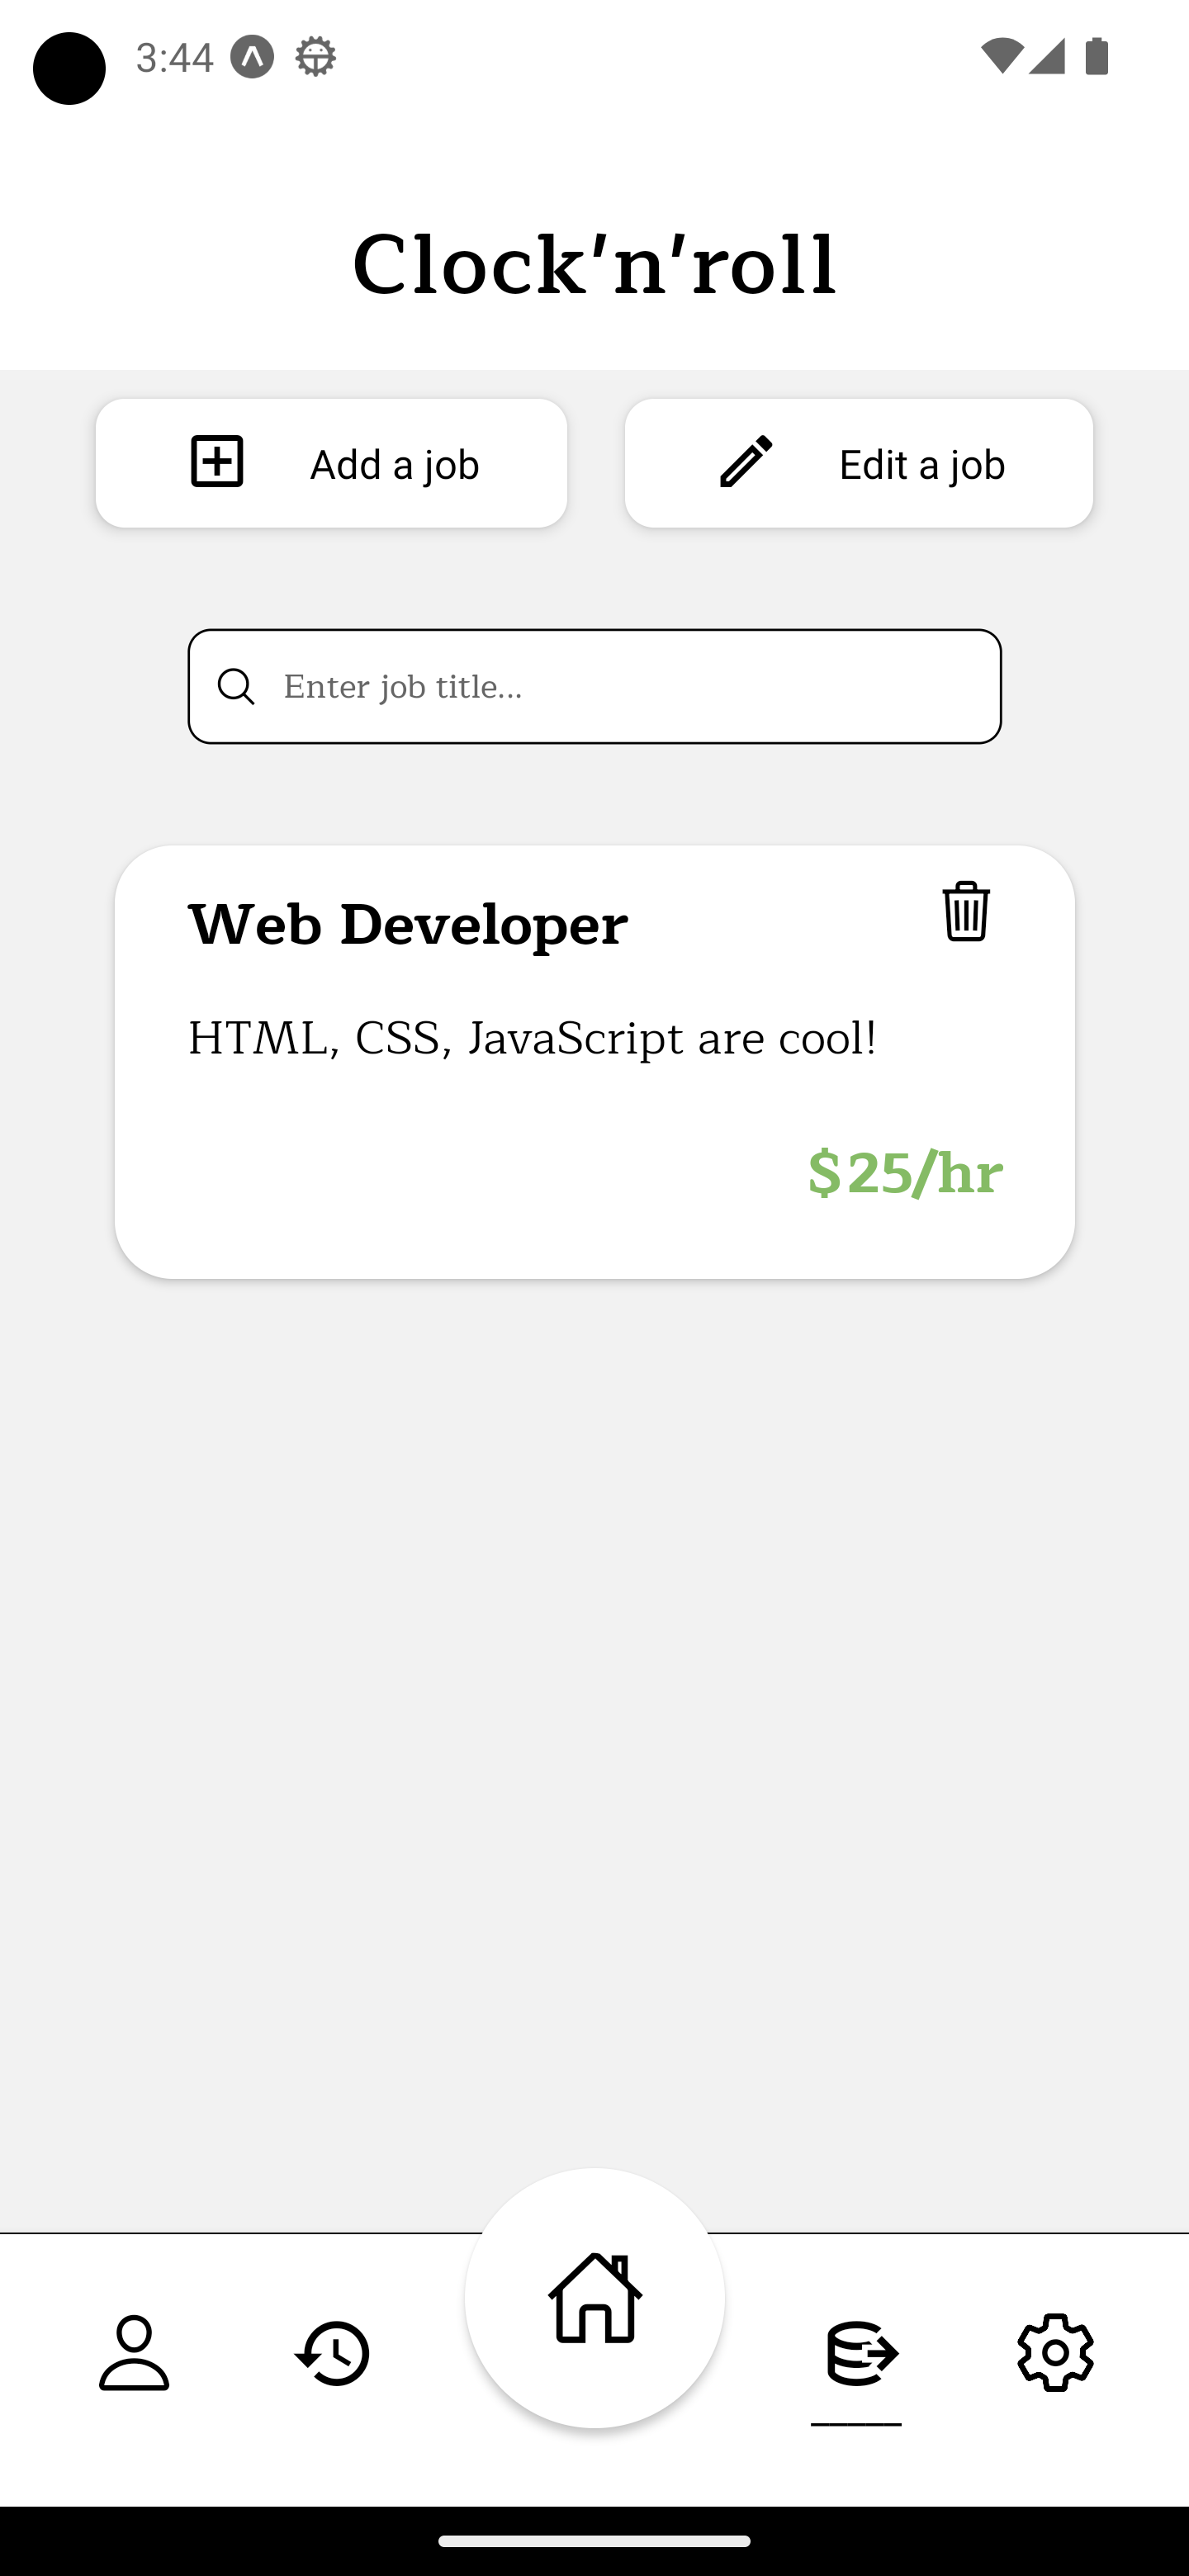 3:44
Clock'n'roll
Add a job
Edit a job
Enter job title...
Web Developer
HTML, CSS, JavaScript are cool!
$25/hr